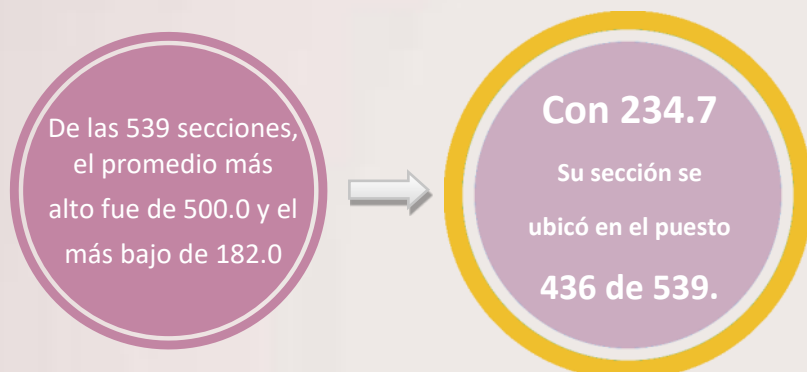 De las 539 secciones,
el promedio más
alto fue de 500.0 y el
más bajo de 182.0
Con 234.7
Su sección se
ubicó en el puesto
436 de 539.